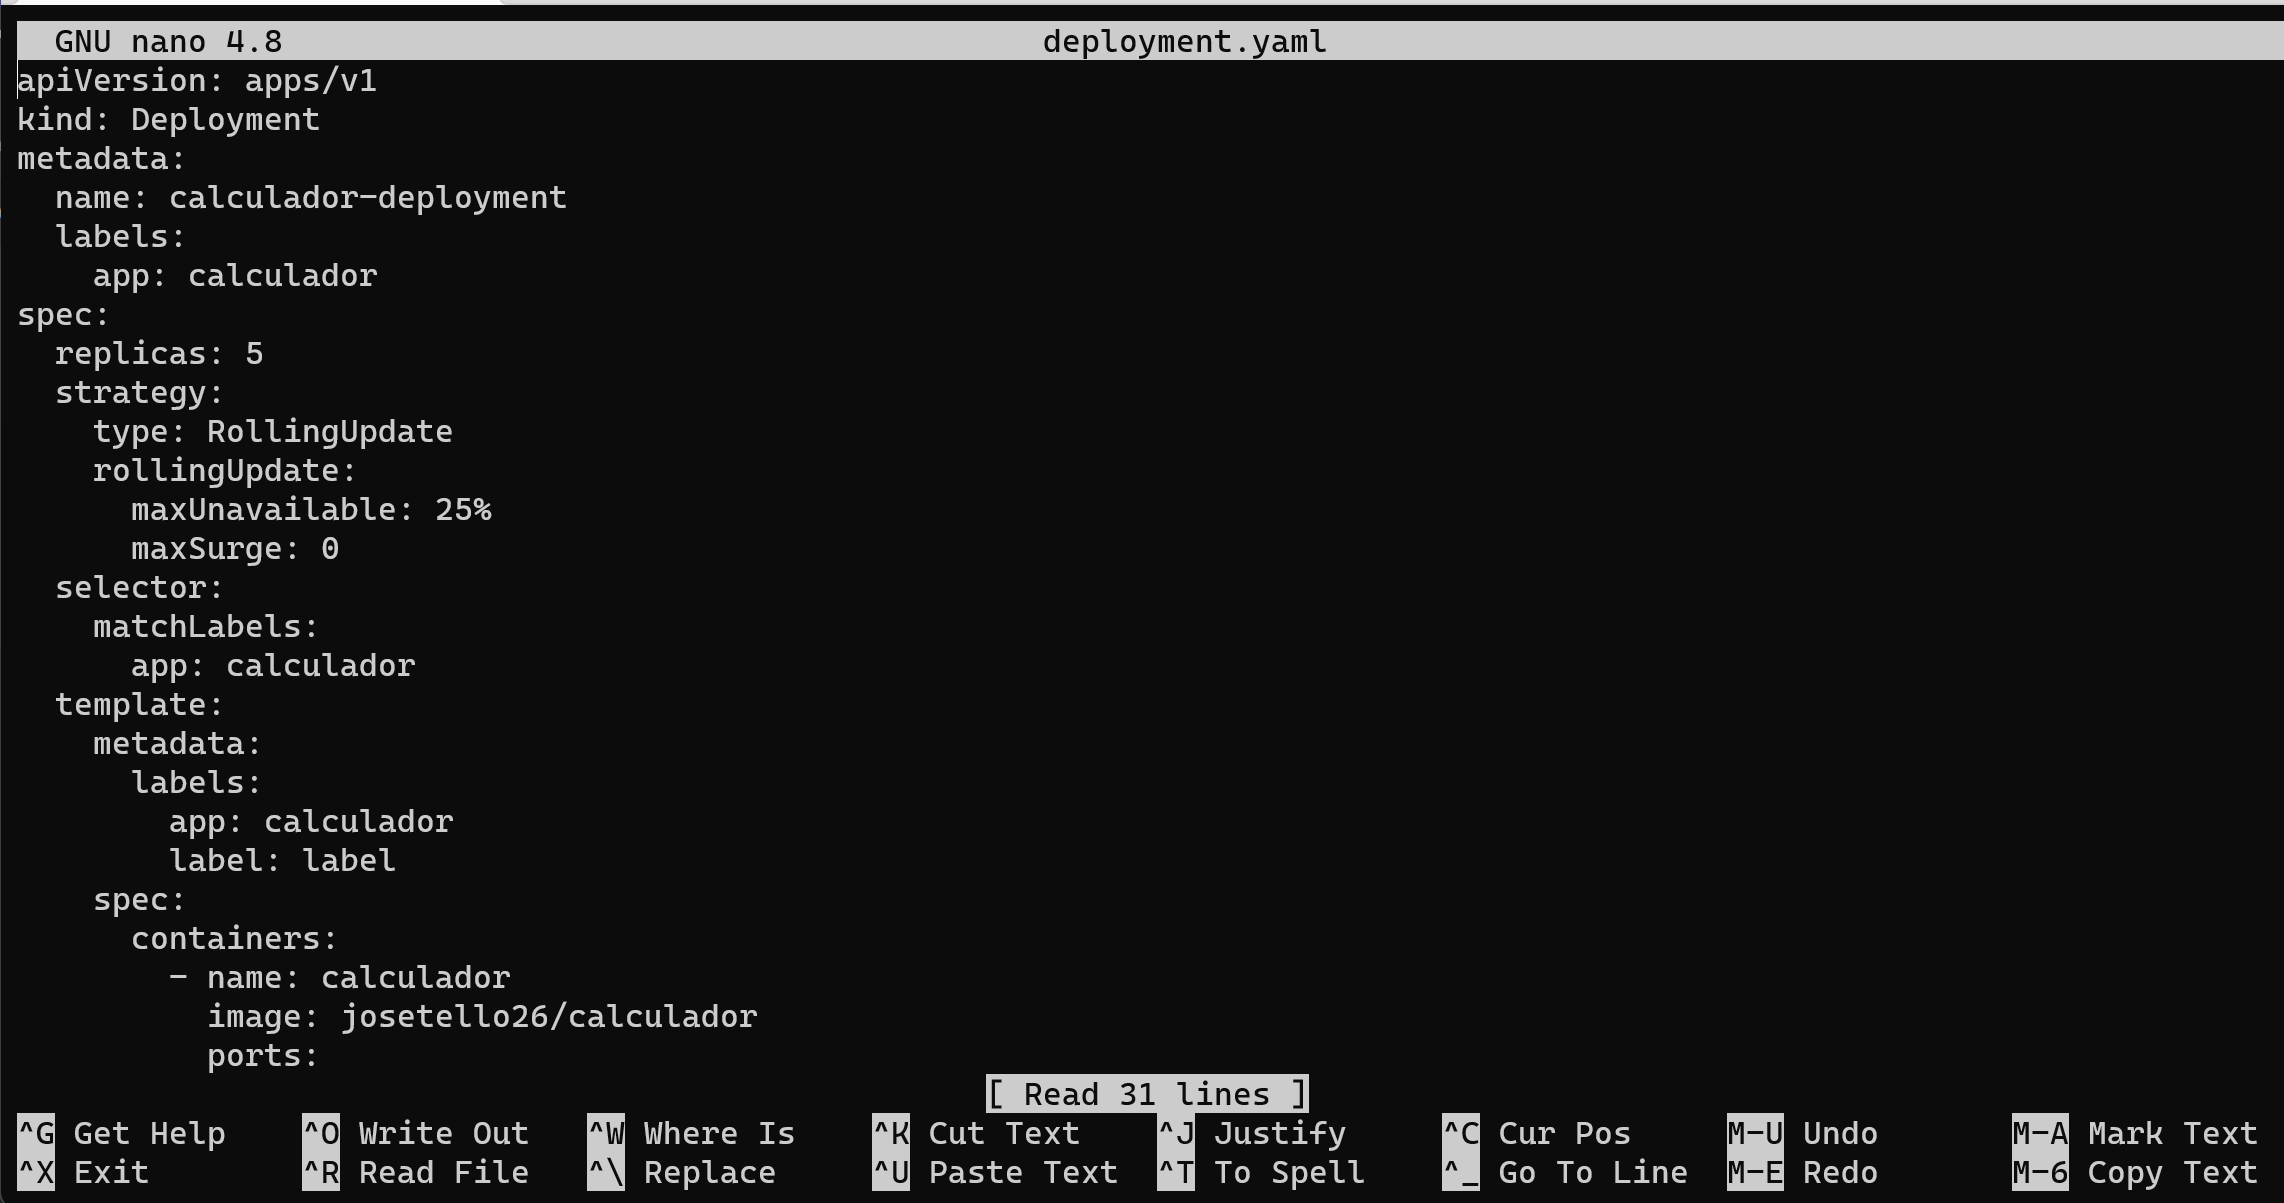 GNU nano 4.8 deployment.yaml
apiVersion: apps/v1
kind: Deployment
metadata:
  name: calculador-deployment
  labels:
    app: calculador
spec:
  replicas: 5
  strategy:
    type: RollingUpdate
    rollingUpdate:
      maxUnavailable: 25%
      maxSurge: 0
  selector:
    matchLabels:
      app: calculador
  template:
    metadata:
      labels:
        app: calculador
        label: label
    spec:
      containers:
        - name: calculador
          image: josetello26/calculador
          ports:
[ Read 31 lines ]
^G Get Help ^O Write Out ^W Where Is ^K Cut Text ^J Justify ^C Cur Pos M-U Undo M-A Mark Text
^X Exit ^R Read File ^\ Replace ^U Paste Text ^T To Spell ^_ Go To Line M-E Redo M-6 Copy Text